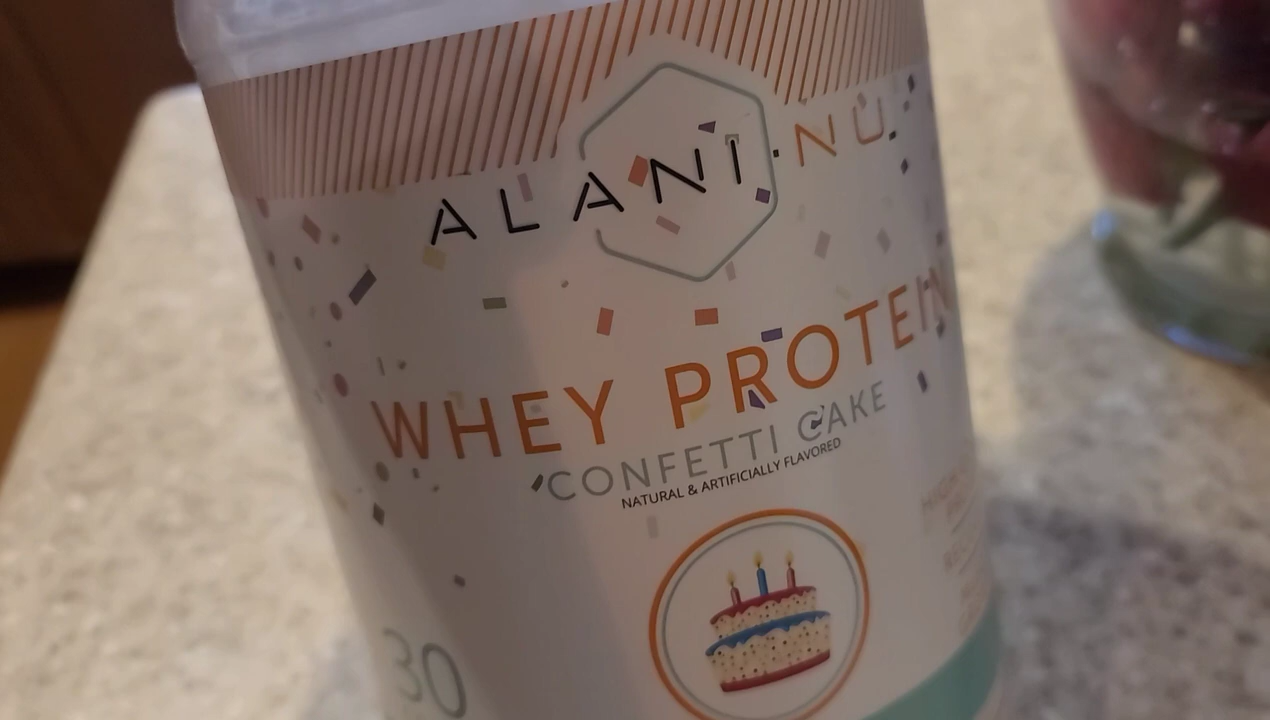 ALANI·NU
WHEY PROTEIN
CONFETTI CAKE
NATURAL & ARTIFICIALLY FLAVORED
30